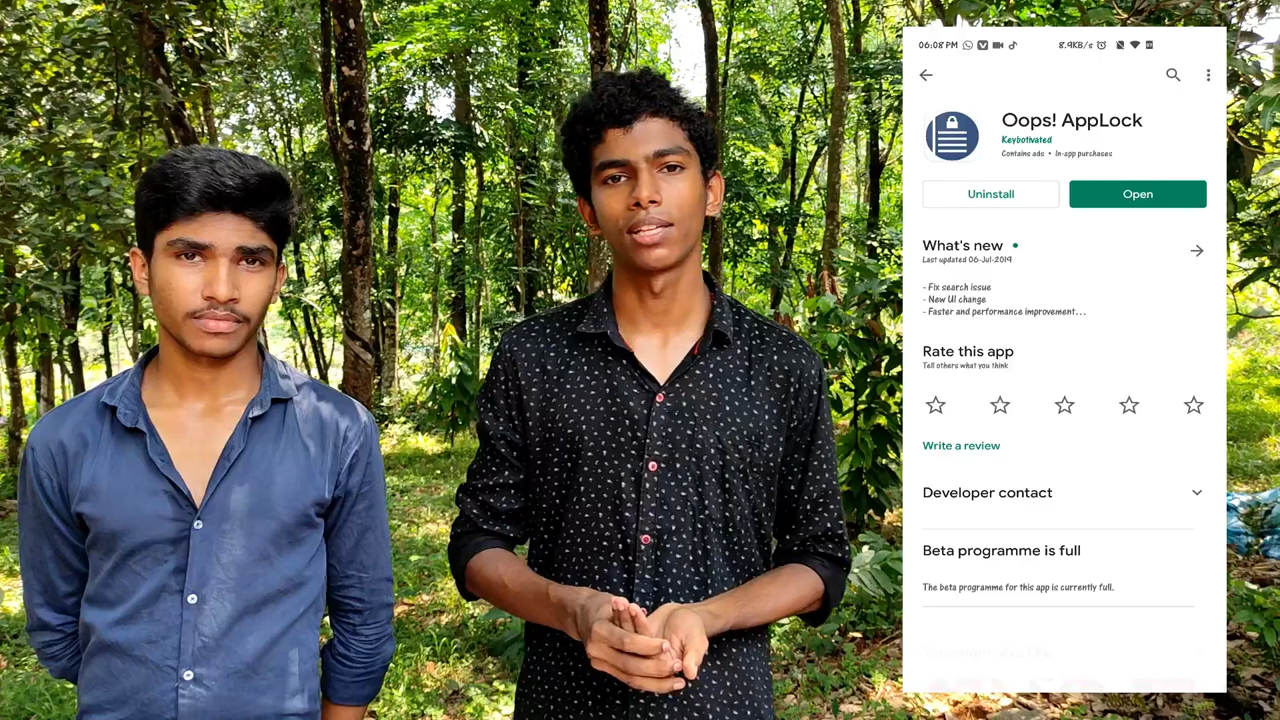 06:08 PM
8.9KB/s
Oops! AppLock
Keybotivated
Contains ads • In-app purchases
Uninstall
Open
What's new
Last updated 06-Jul-2019
- Fix search issue
- New UI change
- Faster and performance improvement...
Rate this app
Tell others what you think
Write a review
Developer contact
Beta programme is full
The beta programme for this app is currently full.